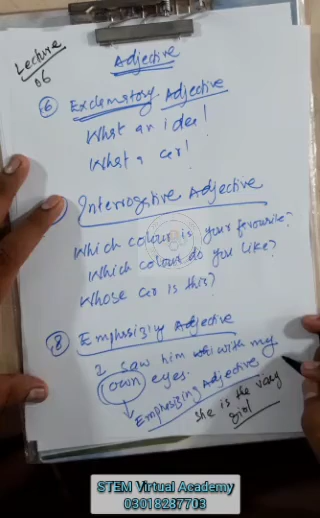 Lecture
06
Adjective
6 Exclamatory Adjective
What an idea!
What a car!
Interrogative Adjective
Which colour is your favourite?
Which colour do you like?
Whose car is this?
8 Emphasizing Adjective
I saw him with my
own eyes.
Emphasizing Adjective
She is the very
girl
STEM Virtual Academy
03018287703